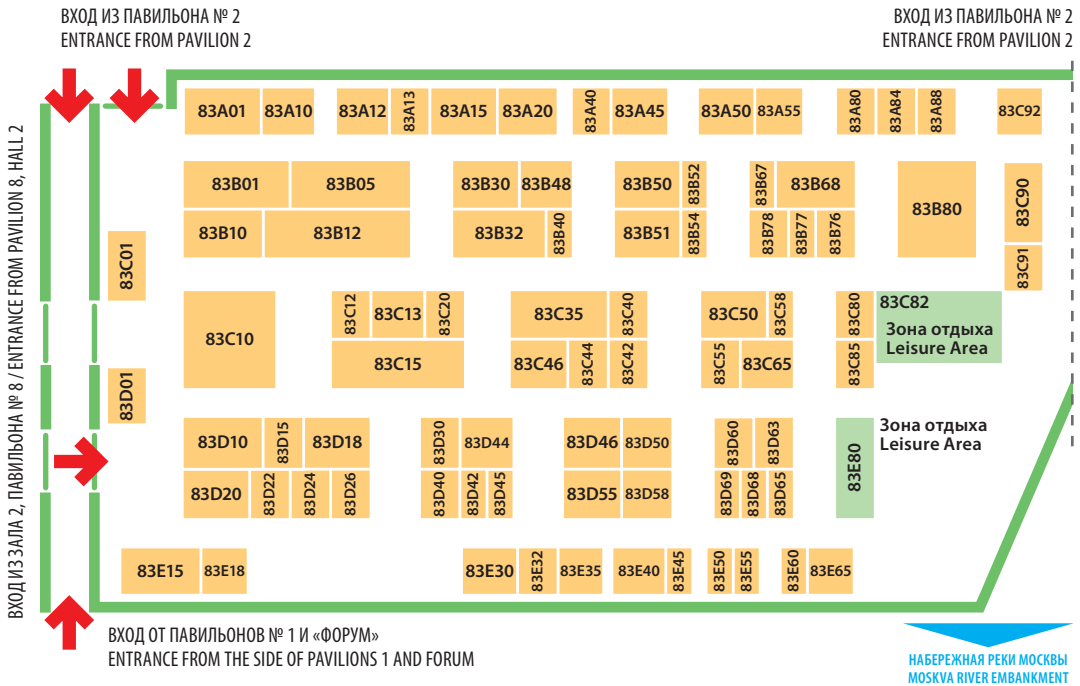 ВХОД ИЗ ПАВИЛЬОНА № 2
ENTRANCE FROM PAVILION 2
ВХОД ИЗ ПАВИЛЬОНА № 2
ENTRANCE FROM PAVILION 2
ВХОД ИЗ ЗАЛА 2, ПАВИЛЬОНА № 8 / ENTRANCE FROM PAVILION 8, HALL 2
83A01 83A10 83A12 83A13 83A15 83A20 83A40 83A45 83A50 83A55 83A80 83A84 83A88 83C92
83B01 83B05 83B30 83B48 83B50 83B52 83B67 83B68 83B80 83C90
83B10 83B12 83B32 83B40 83B51 83B54 83B78 83B77 83B76
83C01 83C91
83C10 83C12 83C13 83C20 83C35 83C40 83C50 83C58 83C80 83C82
Зона отдыха
Leisure Area
83C15 83C46 83C44 83C42 83C55 83C65 83C85
83D01
83D10 83D15 83D18 83D30 83D44 83D46 83D50 83D60 83D63 83E80
Зона отдыха
Leisure Area
83D20 83D22 83D24 83D26 83D40 83D42 83D45 83D55 83D58 83D69 83D68 83D65
83E15 83E18 83E30 83E32 83E35 83E40 83E45 83E50 83E55 83E60 83E65
ВХОД ОТ ПАВИЛЬОНОВ № 1 И «ФОРУМ»
ENTRANCE FROM THE SIDE OF PAVILIONS 1 AND FORUM
НАБЕРЕЖНАЯ РЕКИ МОСКВЫ
MOSKVA RIVER EMBANKMENT